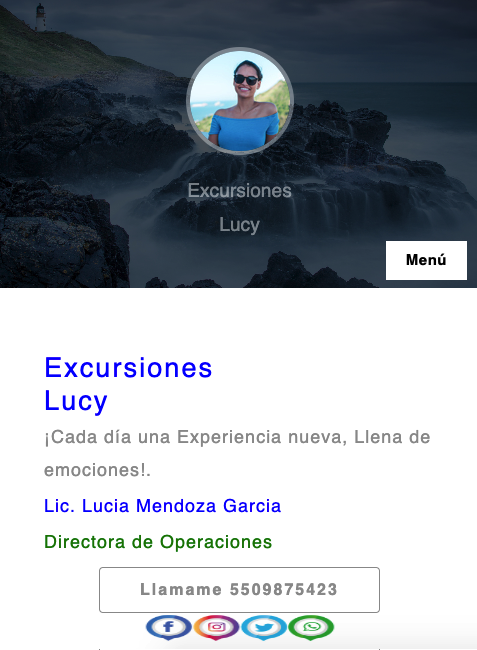 Excursiones
Lucy
Menú
Excursiones
Lucy
¡Cada día una Experiencia nueva, Llena de
emociones!.
Lic. Lucia Mendoza Garcia
Directora de Operaciones
Llamame 5509875423